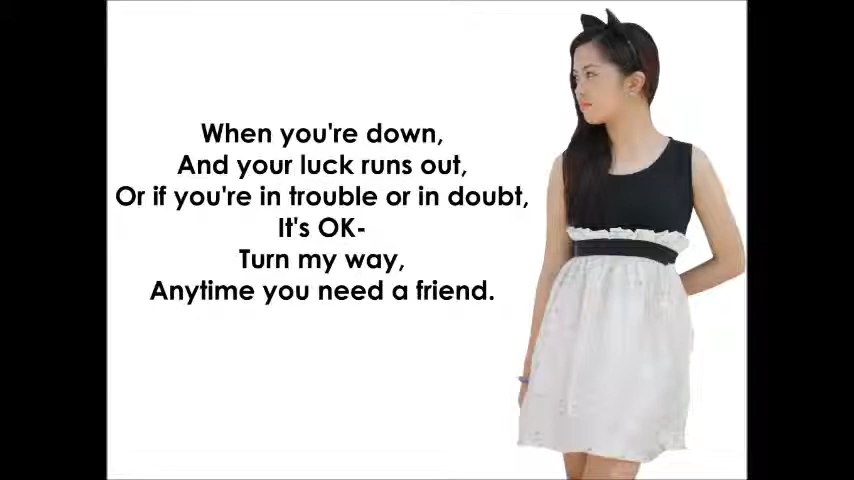 When you're down,
And your luck runs out,
Or if you're in trouble or in doubt,
It's OK-
Turn my way,
Anytime you need a friend.